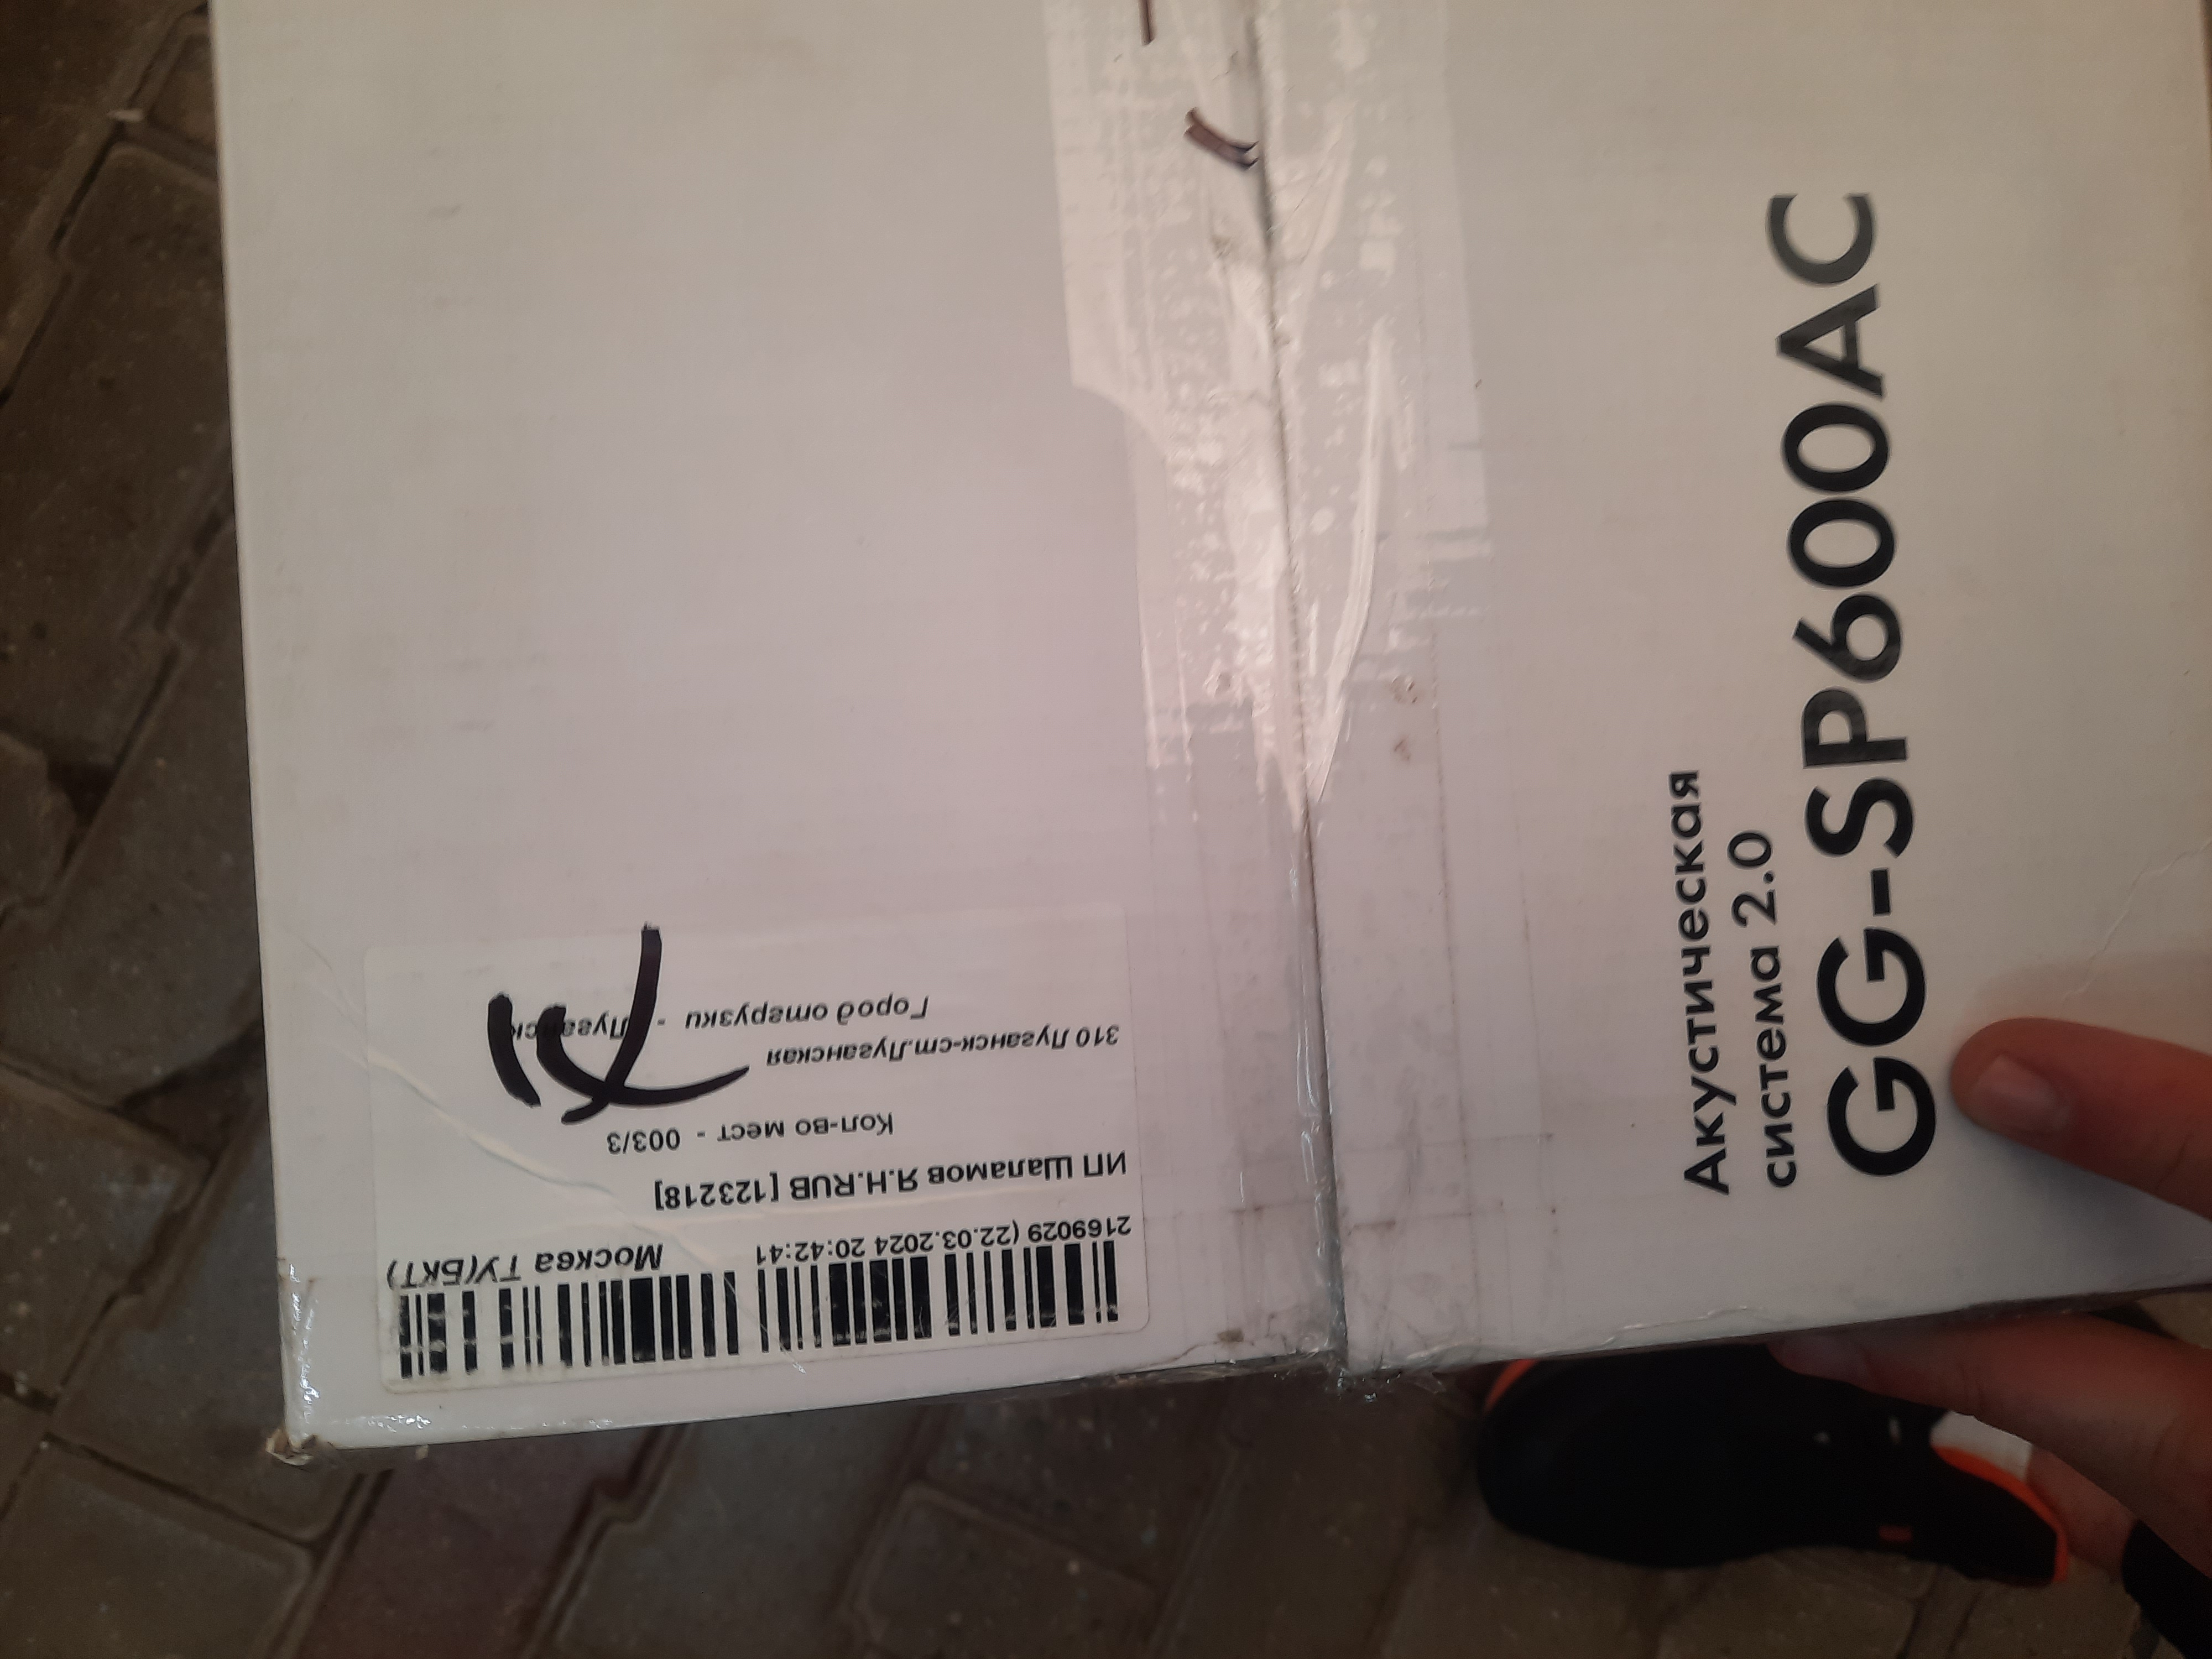 Акустическая
система 2.0
GG-SP600AC
2169029 (22.03.2024 20:42:41 Москва ТУ(БКТ)
ИП Шаламов Я.Н.RUB [123218]
Кол-во мест - 003/3
310 Луганск-ст.Луганская
Город отгрузки - Луганск